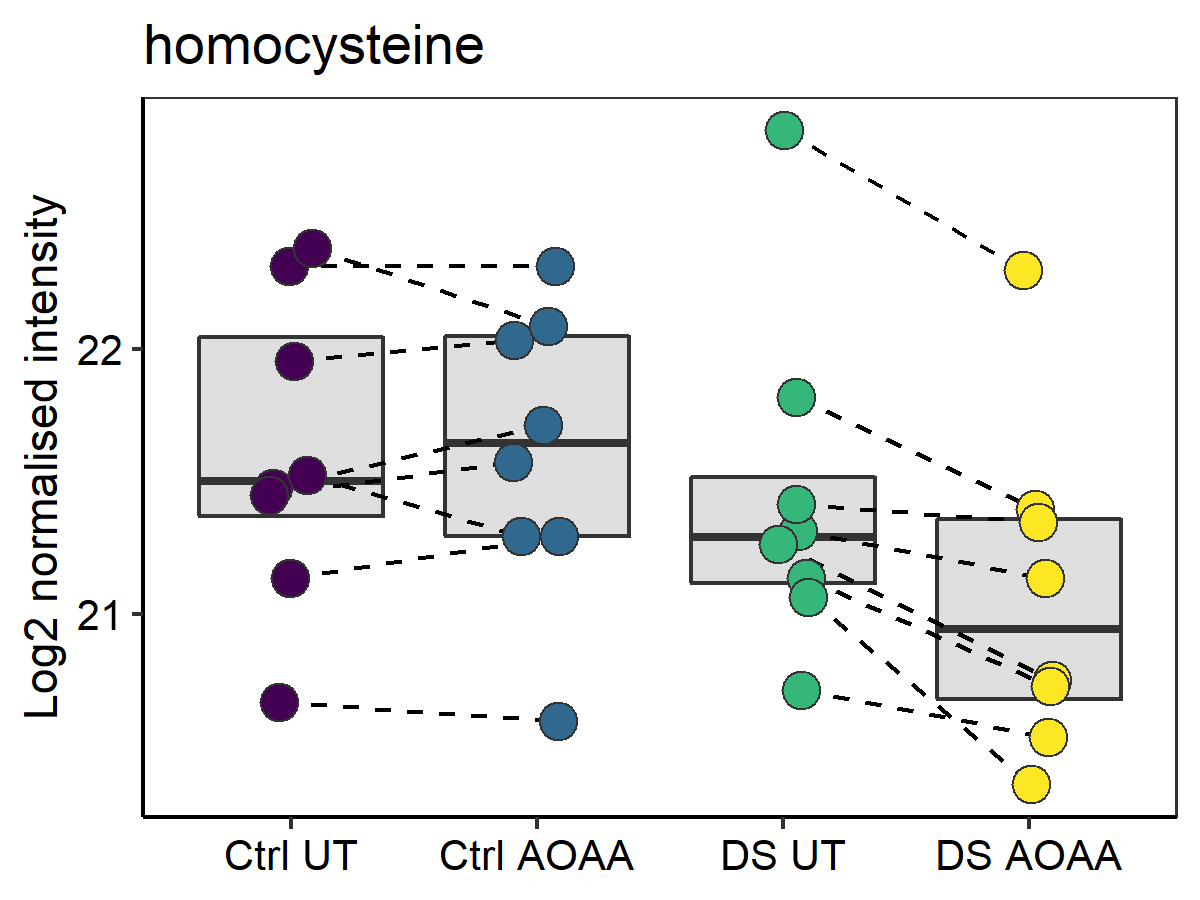 homocysteine
Log2 normalised intensity
22
21
Ctrl UT
Ctrl AOAA
DS UT
DS AOAA